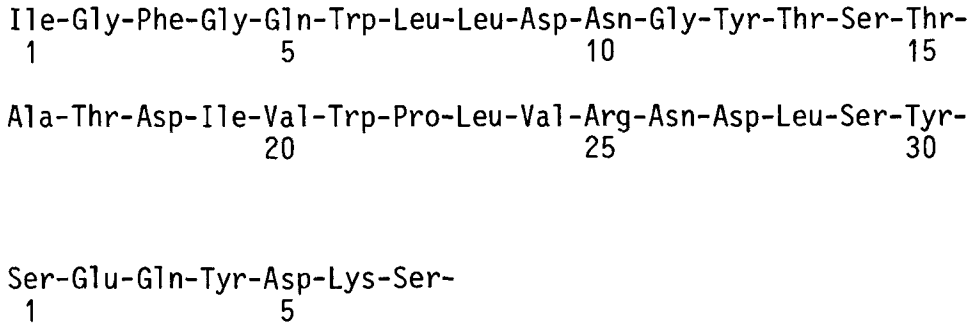 Ile-Gly-Phe-Gly-Gln-Trp-Leu-Leu-Asp-Asn-Gly-Tyr-Thr-Ser-Thr-
1 5 10 15
Ala-Thr-Asp-Ile-Val-Trp-Pro-Leu-Val-Arg-Asn-Asp-Leu-Ser-Tyr-
20 25 30
Ser-Glu-Gln-Tyr-Asp-Lys-Ser-
1 5